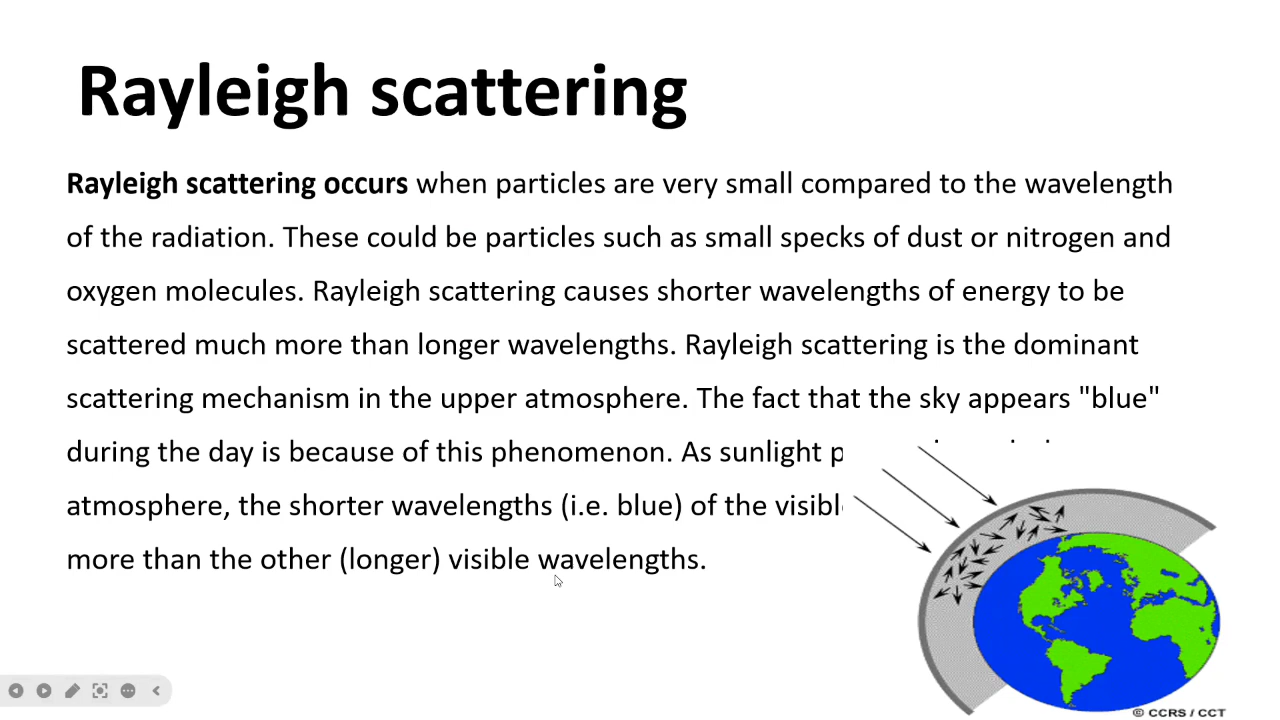 Rayleigh scattering
Rayleigh scattering occurs when particles are very small compared to the wavelength
of the radiation. These could be particles such as small specks of dust or nitrogen and
oxygen molecules. Rayleigh scattering causes shorter wavelengths of energy to be
scattered much more than longer wavelengths. Rayleigh scattering is the dominant
scattering mechanism in the upper atmosphere. The fact that the sky appears "blue"
during the day is because of this phenomenon. As sunlight
atmosphere, the shorter wavelengths (i.e. blue) of the
more than the other (longer) visible wavelengths.
© CCRS / CCT